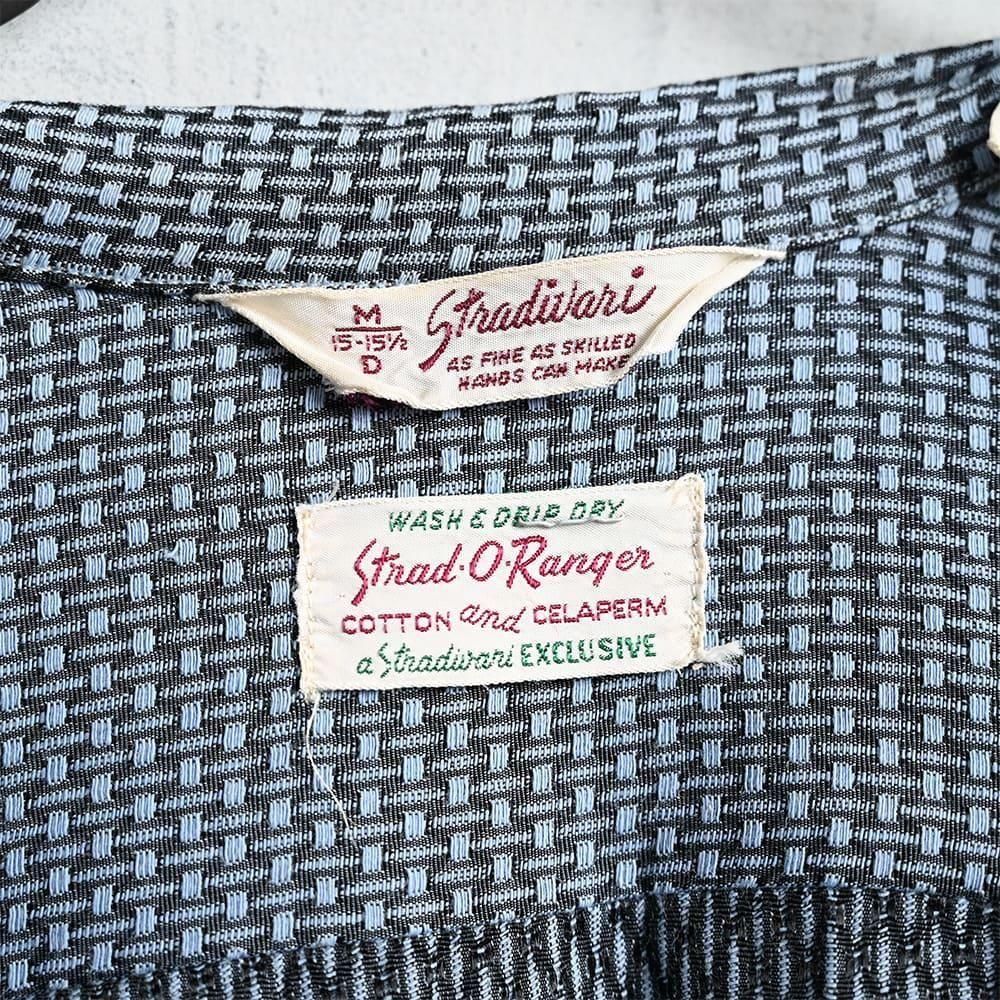 M
15-15½
D
Stradivari
AS FINE AS SKILLED
HANDS CAN MAKE
WASH & DRIP DRY
Strad·O·Ranger
COTTON and CELAPERM
a Stradivari EXCLUSIVE